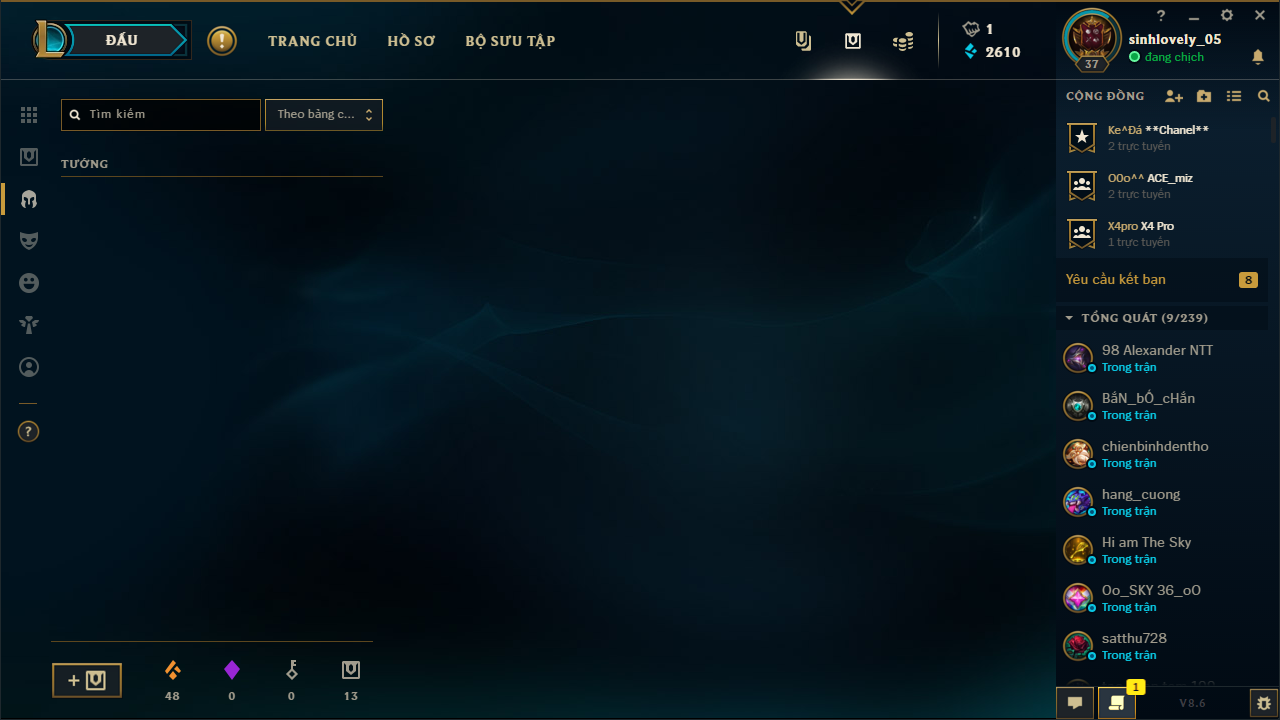 ĐẤU
TRANG CHỦ
HỒ SƠ
BỘ SƯU TẬP
1
2610
37
sinhlovely_05
đang chịch
Tìm kiếm
Theo bảng c...
TƯỚNG
CỘNG ĐỒNG
Ke^Đá **Chanel**
2 trực tuyến
O0o^^ ACE_miz
2 trực tuyến
X4pro X4 Pro
1 trực tuyến
Yêu cầu kết bạn
8
TỔNG QUÁT (9/239)
98 Alexander NTT
Trong trận
BắN_bỐ_cHắn
Trong trận
chienbinhdentho
Trong trận
hang_cuong
Trong trận
Hi am The Sky
Trong trận
Oo_SKY 36_oO
Trong trận
satthu728
Trong trận
48
0
0
13
1
V8.6